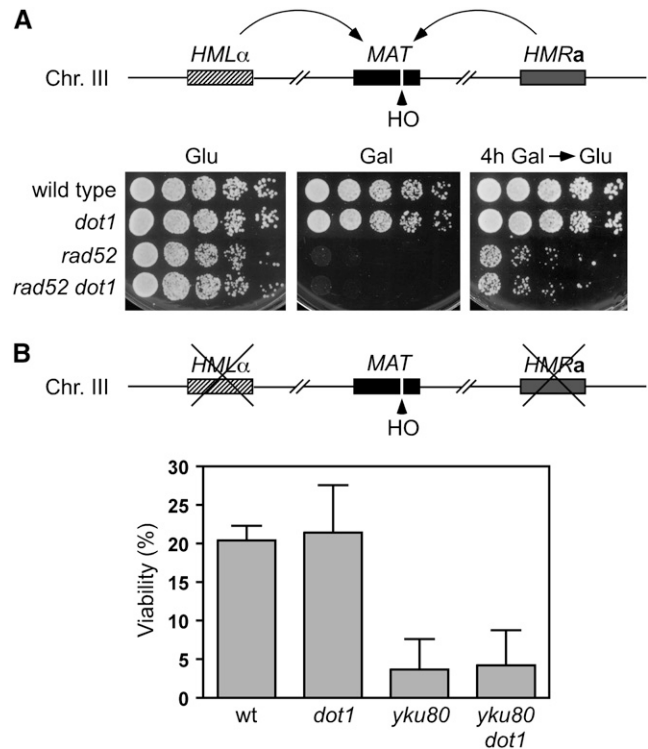 A
HMLα MAT HMRa
Chr. III
HO
Glu Gal 4h Gal → Glu
wild type
dot1
rad52
rad52 dot1
B
HMLα MAT HMRa
Chr. III
HO
30
25
20
15
10
5
0
Viability (%)
wt dot1 yku80 yku80
dot1